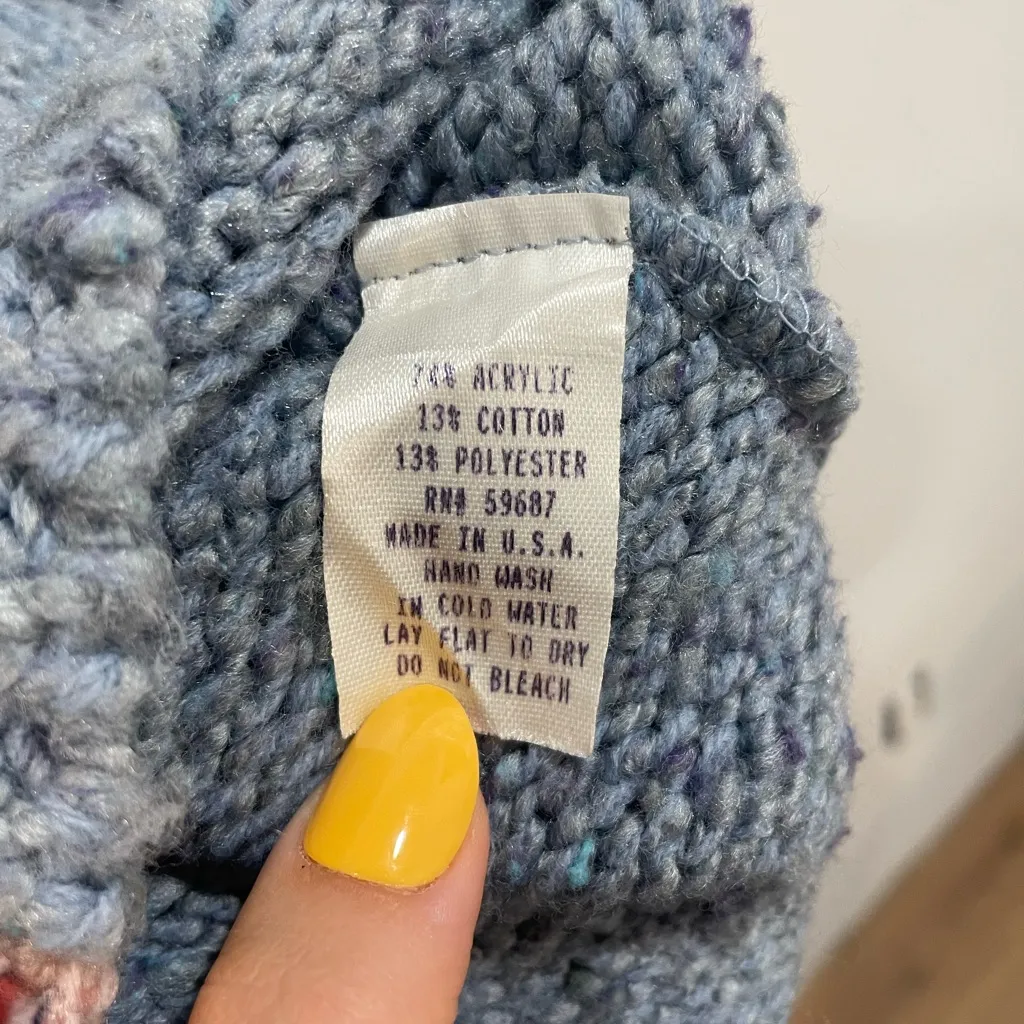 74% ACRYLIC
13% COTTON
13% POLYESTER
RN# 59687
MADE IN U.S.A.
HAND WASH
IN COLD WATER
LAY FLAT TO DRY
DO NOT BLEACH